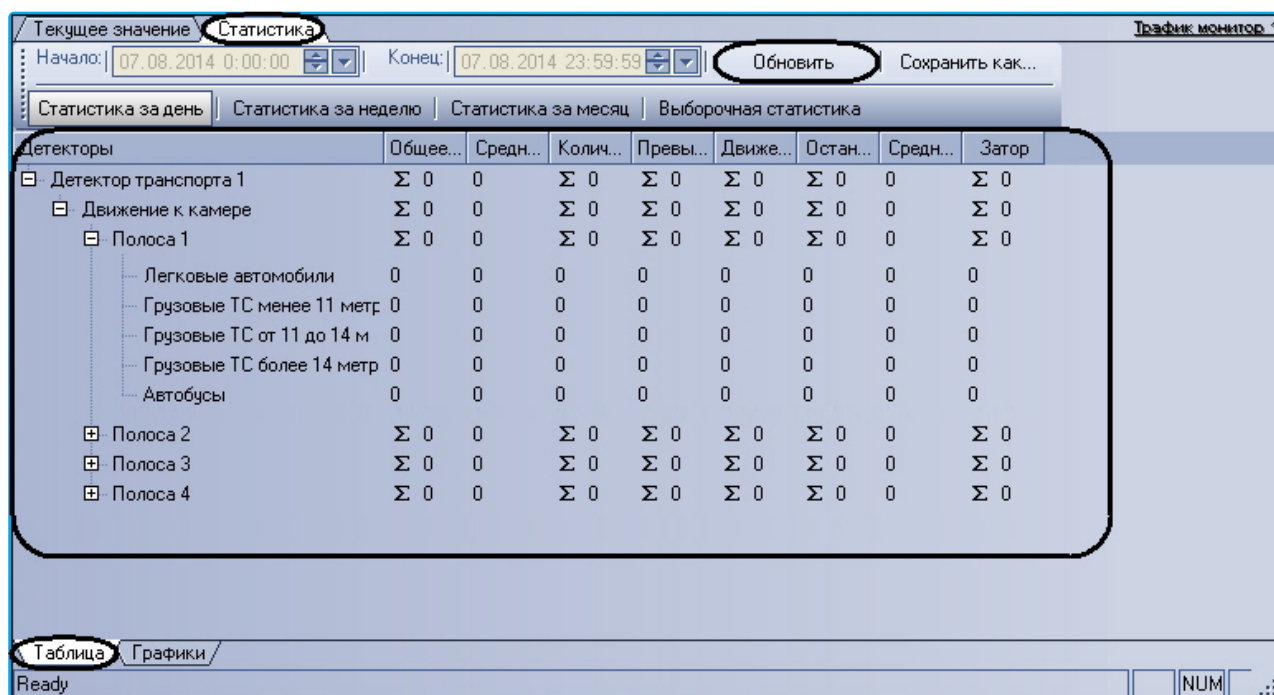 Текущее значение Статистика Трафик монитор 1
Начало: 07.08.2014 0:00:00 Конец: 07.08.2014 23:59:59 Обновить Сохранить как...
Статистика за день Статистика за неделю Статистика за месяц Выборочная статистика
Детекторы Общее... Средн... Колич... Превы... Движе... Остан... Средн... Затор
Детектор транспорта 1 Σ 0 0 Σ 0 Σ 0 Σ 0 Σ 0 0 Σ 0
Движение к камере Σ 0 0 Σ 0 Σ 0 Σ 0 Σ 0 0 Σ 0
Полоса 1 Σ 0 0 Σ 0 Σ 0 Σ 0 Σ 0 0 Σ 0
Легковые автомобили 0 0 0 0 0 0 0 0
Грузовые ТС менее 11 метр 0 0 0 0 0 0 0 0
Грузовые ТС от 11 до 14 м 0 0 0 0 0 0 0 0
Грузовые ТС более 14 метр 0 0 0 0 0 0 0 0
Автобусы 0 0 0 0 0 0 0 0
Полоса 2 Σ 0 0 Σ 0 Σ 0 Σ 0 Σ 0 0 Σ 0
Полоса 3 Σ 0 0 Σ 0 Σ 0 Σ 0 Σ 0 0 Σ 0
Полоса 4 Σ 0 0 Σ 0 Σ 0 Σ 0 Σ 0 0 Σ 0
Таблица Графики
Ready NUM